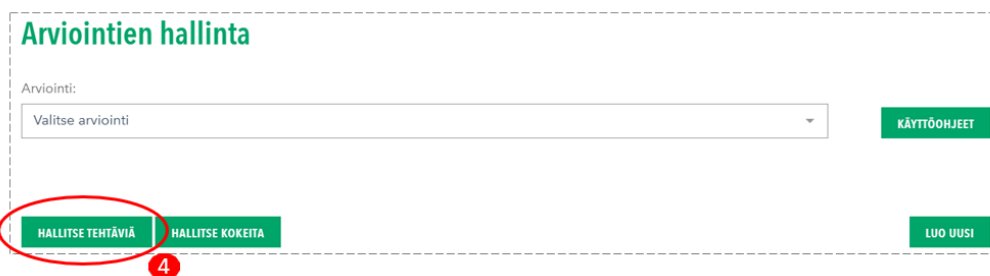 Arviointien hallinta
Arviointi:
Valitse arviointi
KÄYTTÖOHJEET
HALLITSE TEHTÄVIÄ HALLITSE KOKEITA LUO UUSI
4